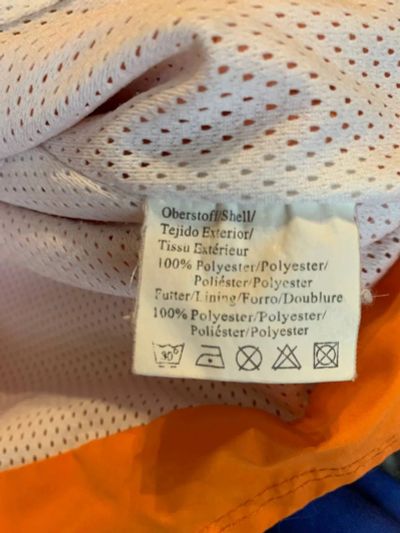 Oberstoff/Shell/
Tejido Exterior/
Tissu Extérieur
100% Polyester/Polyester/
Poliéster/Polyester
Futter/Lining/Forro/Doublure
100% Polyester/Polyester/
Poliéster/Polyester
30°